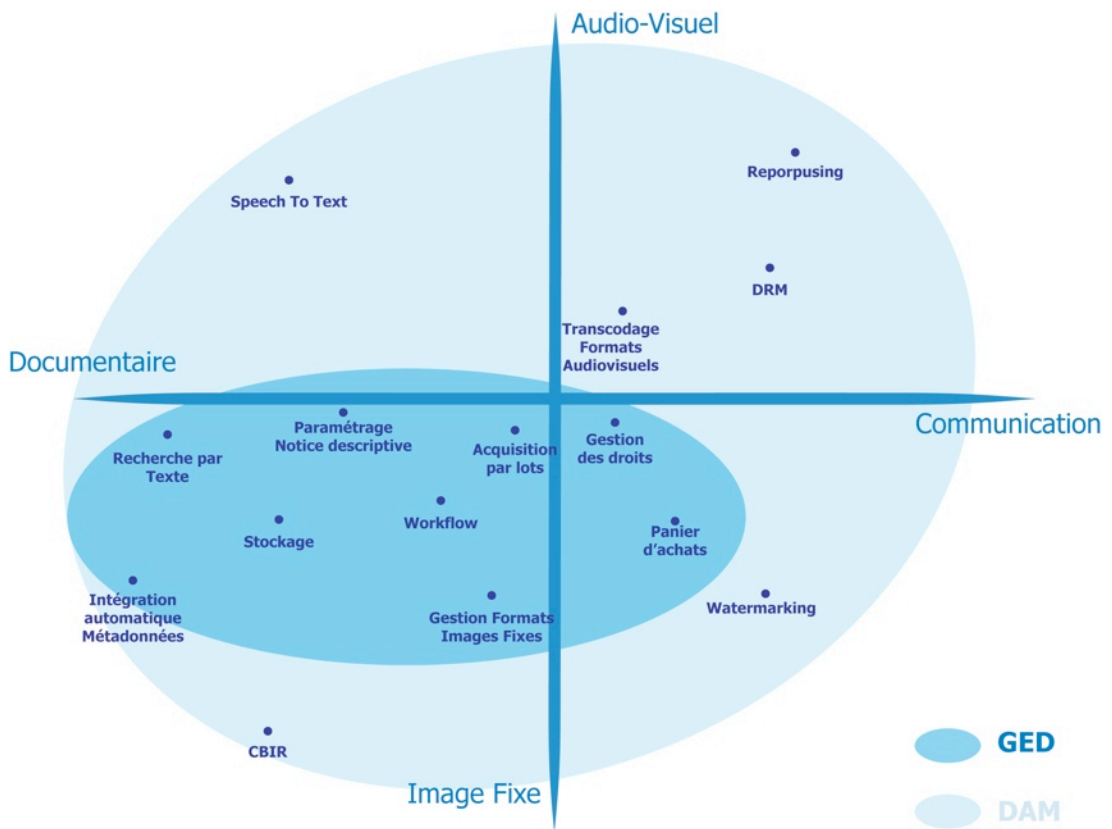 Audio-Visuel
Reporpusing
Speech To Text
DRM
Transcodage
Formats
Audiovisuels
Documentaire
Communication
Paramétrage
Notice descriptive
Acquisition
par lots
Gestion
des droits
Recherche par
Texte
Workflow
Stockage
Panier
d'achats
Intégration
automatique
Métadonnées
Gestion Formats
Images Fixes
Watermarking
CBIR
Image Fixe
GED
DAM